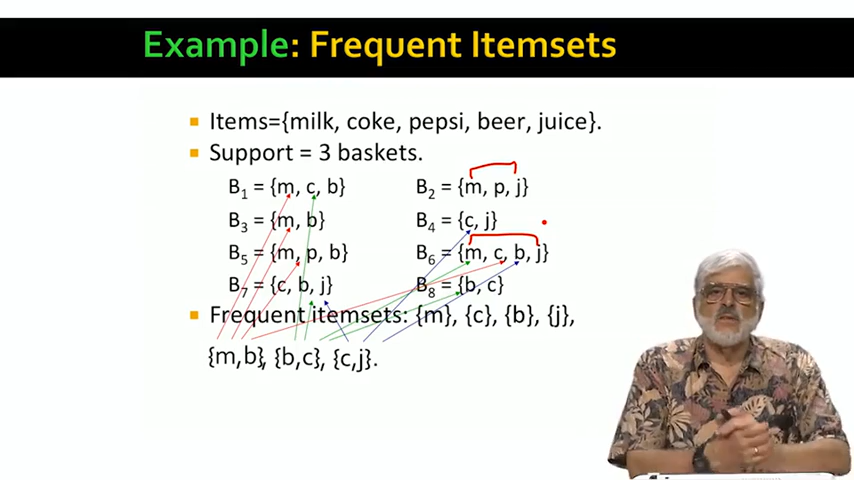 Example: Frequent Itemsets
Items={milk, coke, pepsi, beer, juice}.
Support = 3 baskets.
B1 = {m, c, b} B2 = {m, p, j}
B3 = {m, b} B4 = {c, j}
B5 = {m, p, b} B6 = {m, c, b, j}
B7 = {c, b, j} B8 = {b, c}
Frequent itemsets: {m}, {c}, {b}, {j},
{m,b}, {b,c}, {c,j}.